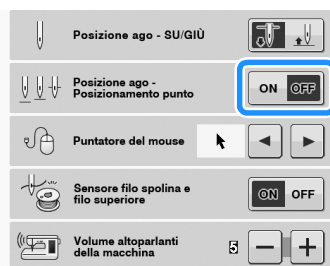 Posizione ago - SU/GIÙ
Posizione ago -
Posizionamento punto
ON OFF
Puntatore del mouse
Sensore filo spolina e
filo superiore
ON OFF
Volume altoparlanti
della macchina
5